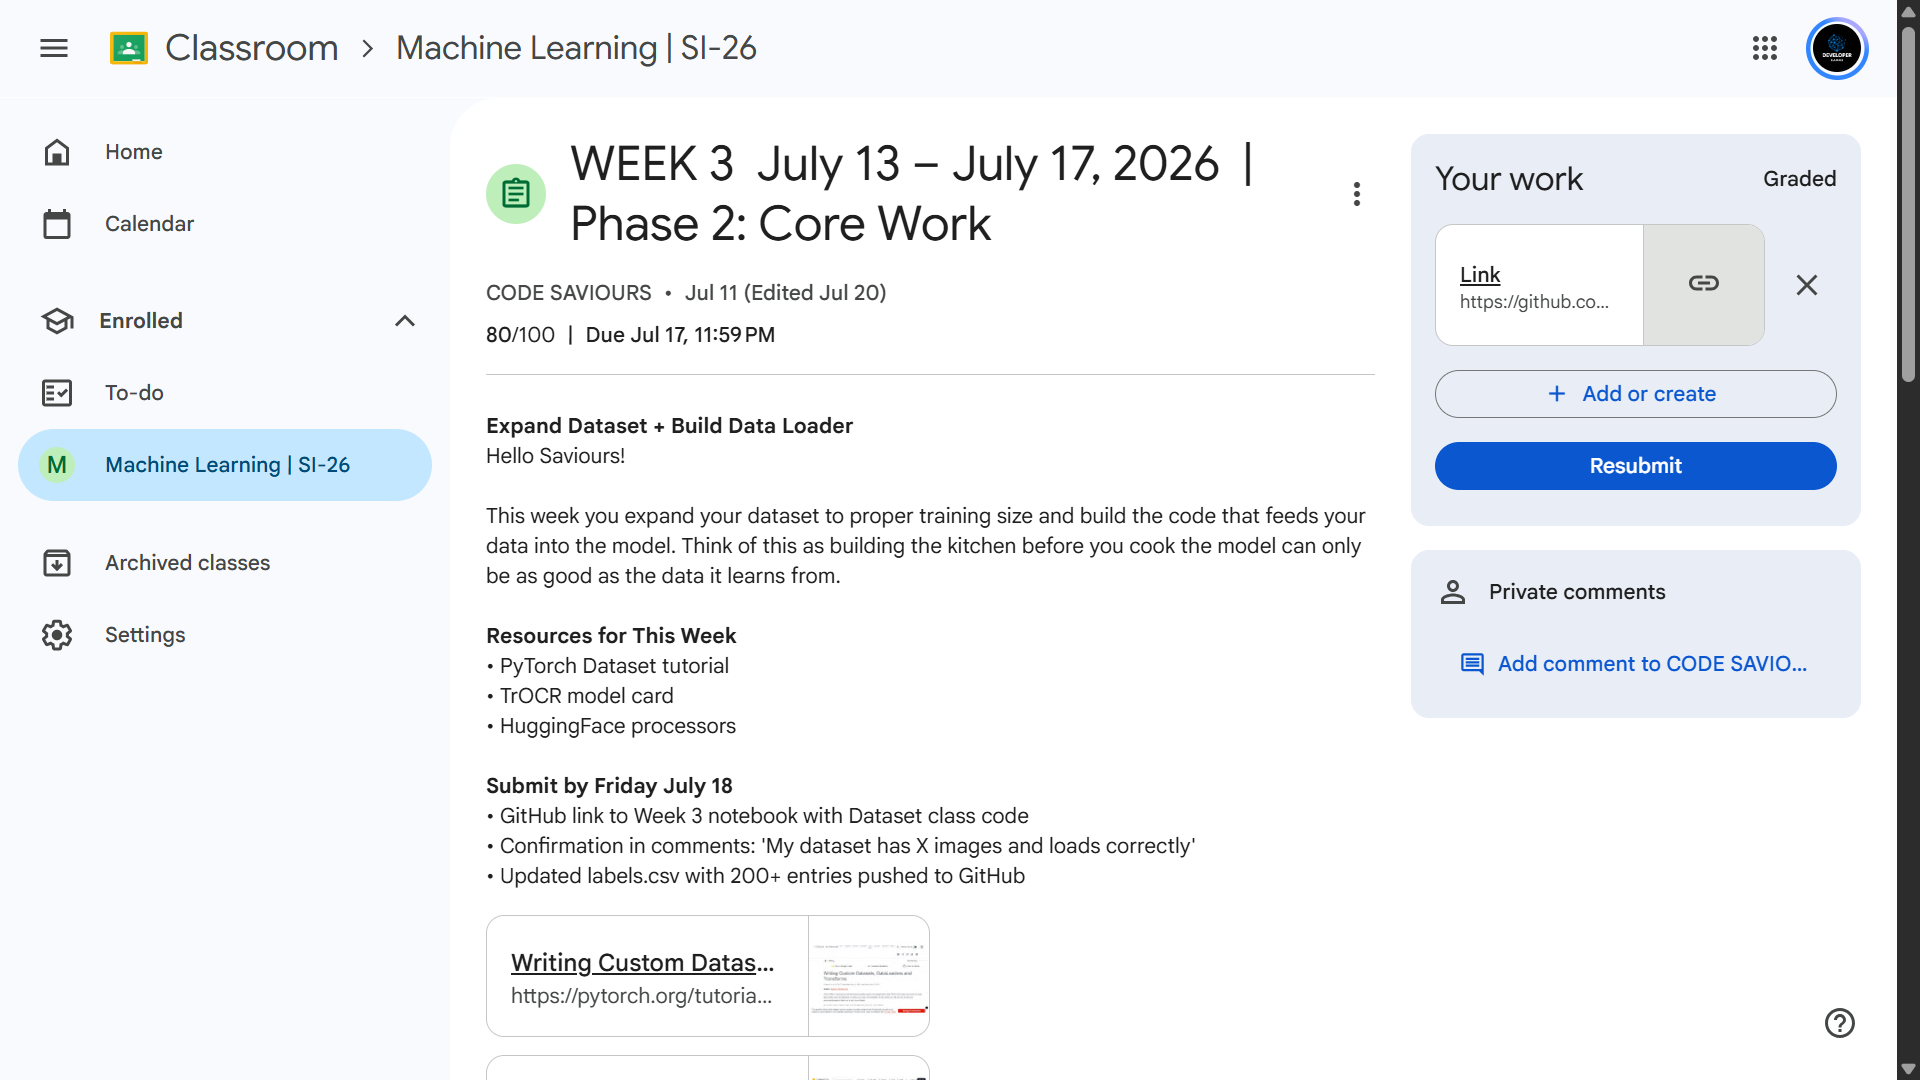 Classroom > Machine Learning | SI-26
DEVELOPER
Home
Calendar
Enrolled
To-do
M Machine Learning | SI-26
Archived classes
Settings
WEEK 3 July 13 – July 17, 2026 |
Phase 2: Core Work
CODE SAVIOURS • Jul 11 (Edited Jul 20)
80/100 | Due Jul 17, 11:59 PM
Expand Dataset + Build Data Loader
Hello Saviours!
This week you expand your dataset to proper training size and build the code that feeds your
data into the model. Think of this as building the kitchen before you cook the model can only
be as good as the data it learns from.
Resources for This Week
• PyTorch Dataset tutorial
• TrOCR model card
• HuggingFace processors
Submit by Friday July 18
• GitHub link to Week 3 notebook with Dataset class code
• Confirmation in comments: 'My dataset has X images and loads correctly'
• Updated labels.csv with 200+ entries pushed to GitHub
Writing Custom Datas...
https://pytorch.org/tutoria...
Writing Custom Datasets, DataLoaders and
Transforms
Your work
Graded
Link
https://github.co...
+ Add or create
Resubmit
Private comments
Add comment to CODE SAVIO...